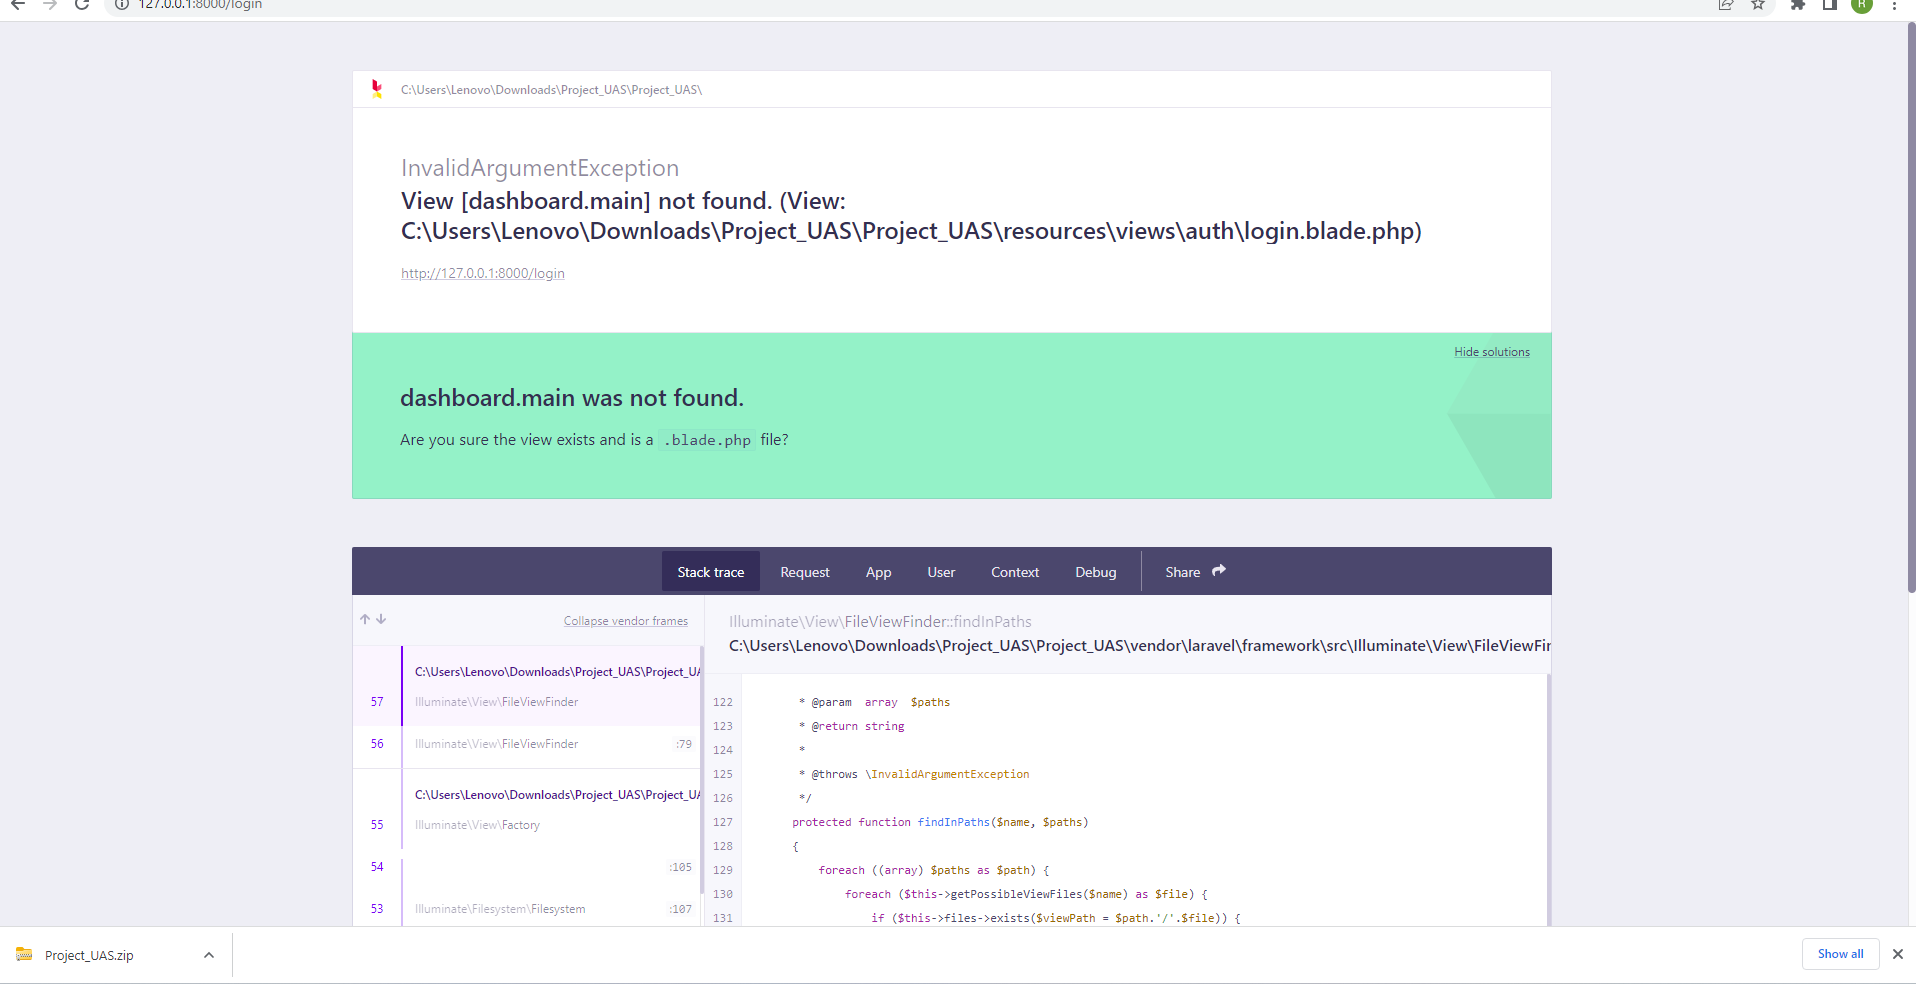 127.0.0.1:8000/login
R
C:\Users\Lenovo\Downloads\Project_UAS\Project_UAS\
InvalidArgumentException
View [dashboard.main] not found. (View:
C:\Users\Lenovo\Downloads\Project_UAS\Project_UAS\resources\views\auth\login.blade.php)
http://127.0.0.1:8000/login
Hide solutions
dashboard.main was not found.
Are you sure the view exists and is a .blade.php file?
Stack trace Request App User Context Debug Share
Collapse vendor frames
C:\Users\Lenovo\Downloads\Project_UAS\Project_UA
57 Illuminate\View\FileViewFinder
56 Illuminate\View\FileViewFinder :79
C:\Users\Lenovo\Downloads\Project_UAS\Project_UA
55 Illuminate\View\Factory
54 :105
53 Illuminate\Filesystem\Filesystem :107
Illuminate\View\FileViewFinder::findInPaths
C:\Users\Lenovo\Downloads\Project_UAS\Project_UAS\vendor\laravel\framework\src\Illuminate\View\FileViewFin
122 * @param array $paths
123 * @return string
124 *
125 * @throws \InvalidArgumentException
126 */
127 protected function findInPaths($name, $paths)
128 {
129 foreach ((array) $paths as $path) {
130 foreach ($this->getPossibleViewFiles($name) as $file) {
131 if ($this->files->exists($viewPath = $path.'/'.$file)) {
Project_UAS.zip
Show all